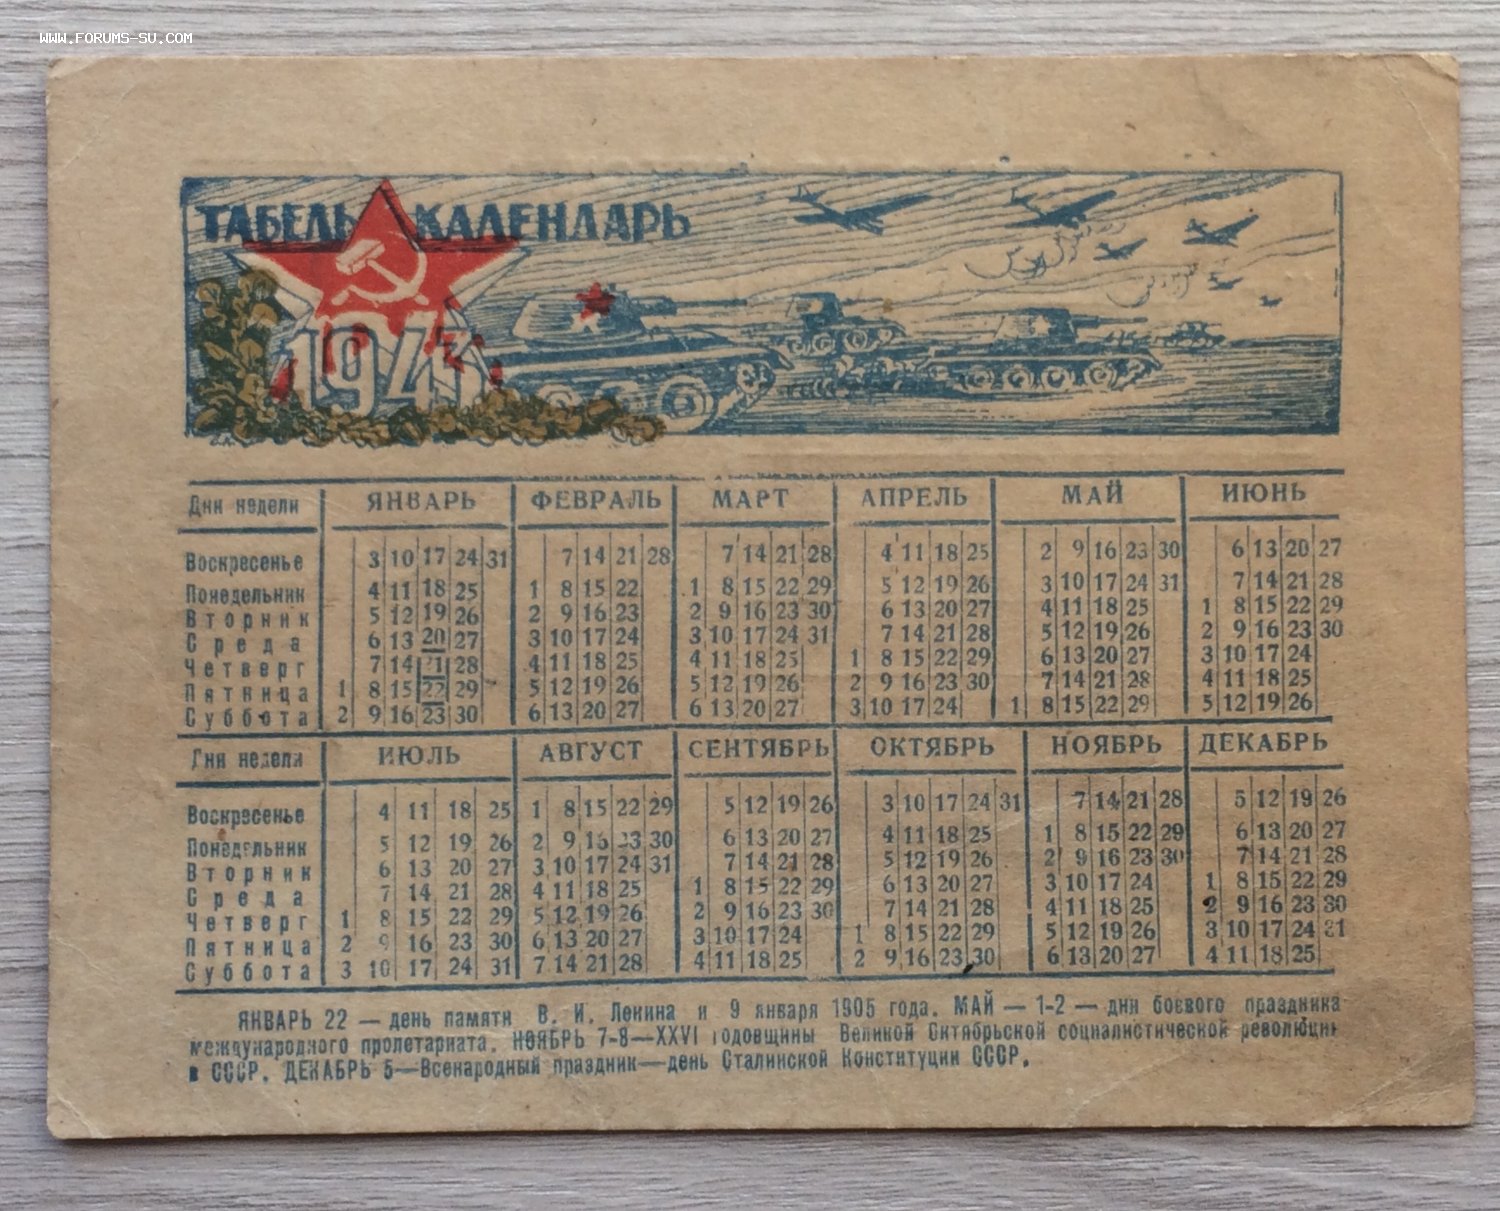 WWW.FORUMS-SU.COM
ТАБЕЛЬ КАЛЕНДАРЬ
1943
Дни недели ЯНВАРЬ ФЕВРАЛЬ МАРТ АПРЕЛЬ МАЙ ИЮНЬ
Воскресенье 3 10 17 24 31 7 14 21 28 7 14 21 28 4 11 18 25 2 9 16 23 30 6 13 20 27
Понедельник 4 11 18 25 1 8 15 22 1 8 15 22 29 5 12 19 26 3 10 17 24 31 7 14 21 28
Вторник 5 12 19 26 2 9 16 23 2 9 16 23 30 6 13 20 27 4 11 18 25 1 8 15 22 29
Среда 6 13 20 27 3 10 17 24 3 10 17 24 31 7 14 21 28 5 12 19 26 2 9 16 23 30
Четверг 7 14 21 28 4 11 18 25 4 11 18 25 1 8 15 22 29 6 13 20 27 3 10 17 24
Пятница 1 8 15 22 29 5 12 19 26 5 12 19 26 2 9 16 23 30 7 14 21 28 4 11 18 25
Суббота 2 9 16 23 30 6 13 20 27 6 13 20 27 3 10 17 24 1 8 15 22 29 5 12 19 26
Дни недели ИЮЛЬ АВГУСТ СЕНТЯБРЬ ОКТЯБРЬ НОЯБРЬ ДЕКАБРЬ
Воскресенье 4 11 18 25 1 8 15 22 29 5 12 19 26 3 10 17 24 31 7 14 21 28 5 12 19 26
Понедельник 5 12 19 26 2 9 16 23 30 6 13 20 27 4 11 18 25 1 8 15 22 29 6 13 20 27
Вторник 6 13 20 27 3 10 17 24 31 7 14 21 28 5 12 19 26 2 9 16 23 30 7 14 21 28
Среда 7 14 21 28 4 11 18 25 1 8 15 22 29 6 13 20 27 3 10 17 24 1 8 15 22 29
Четверг 1 8 15 22 29 5 12 19 26 2 9 16 23 30 7 14 21 28 4 11 18 25 2 9 16 23 30
Пятница 2 9 16 23 30 6 13 20 27 3 10 17 24 1 8 15 22 29 5 12 19 26 3 10 17 24 31
Суббота 3 10 17 24 31 7 14 21 28 4 11 18 25 2 9 16 23 30 6 13 20 27 4 11 18 25
ЯНВАРЬ 22 — день памяти В. И. Ленина и 9 января 1905 года. МАЙ — 1-2 — дни боевого праздника
международного пролетариата. НОЯБРЬ 7-8—XXVI годовщины Великой Октябрьской социалистической революции
в СССР. ДЕКАБРЬ 5—Всенародный праздник—день Сталинской Конституции СССР.